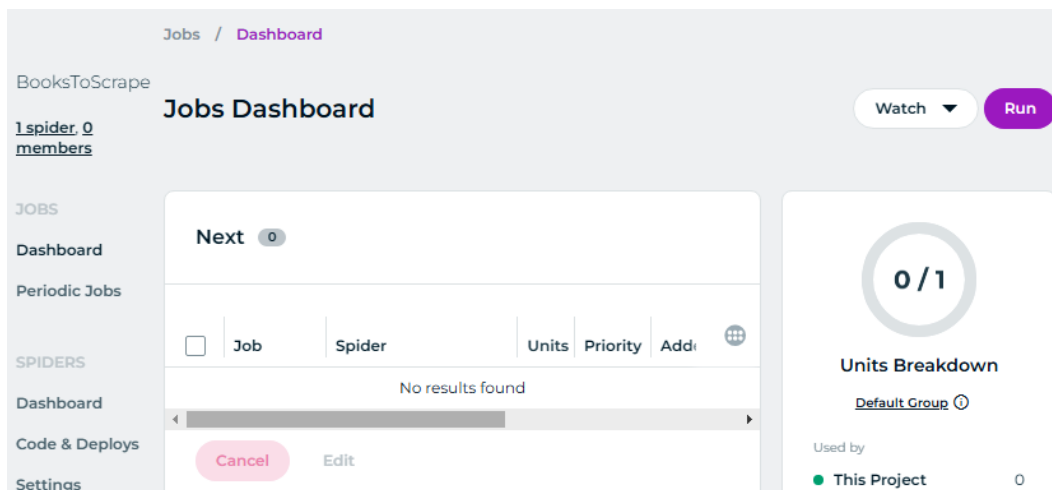 Jobs / Dashboard
BooksToScrape
1 spider, 0
members
JOBS
Dashboard
Periodic Jobs
SPIDERS
Dashboard
Code & Deploys
Settings
Jobs Dashboard
Watch
Run
Next 0
Job Spider Units Priority Adde
No results found
Cancel Edit
0 / 1
Units Breakdown
Default Group
Used by
This Project 0